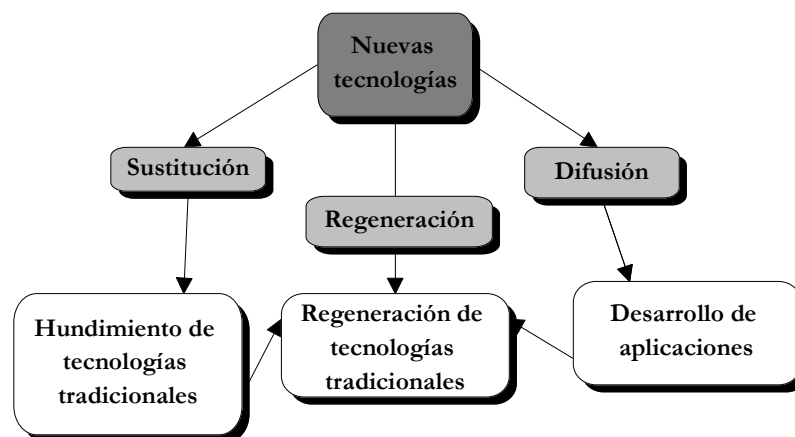 Nuevas
tecnologías
Sustitución
Difusión
Regeneración
Hundimiento de
tecnologías
tradicionales
Regeneración de
tecnologías
tradicionales
Desarrollo de
aplicaciones